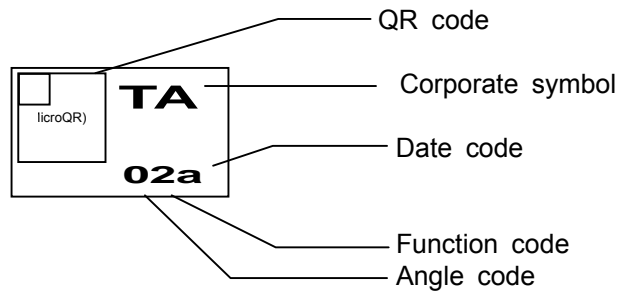 QR code
TA
Corporate symbol
licroQR)
Date code
02a
Function code
Angle code